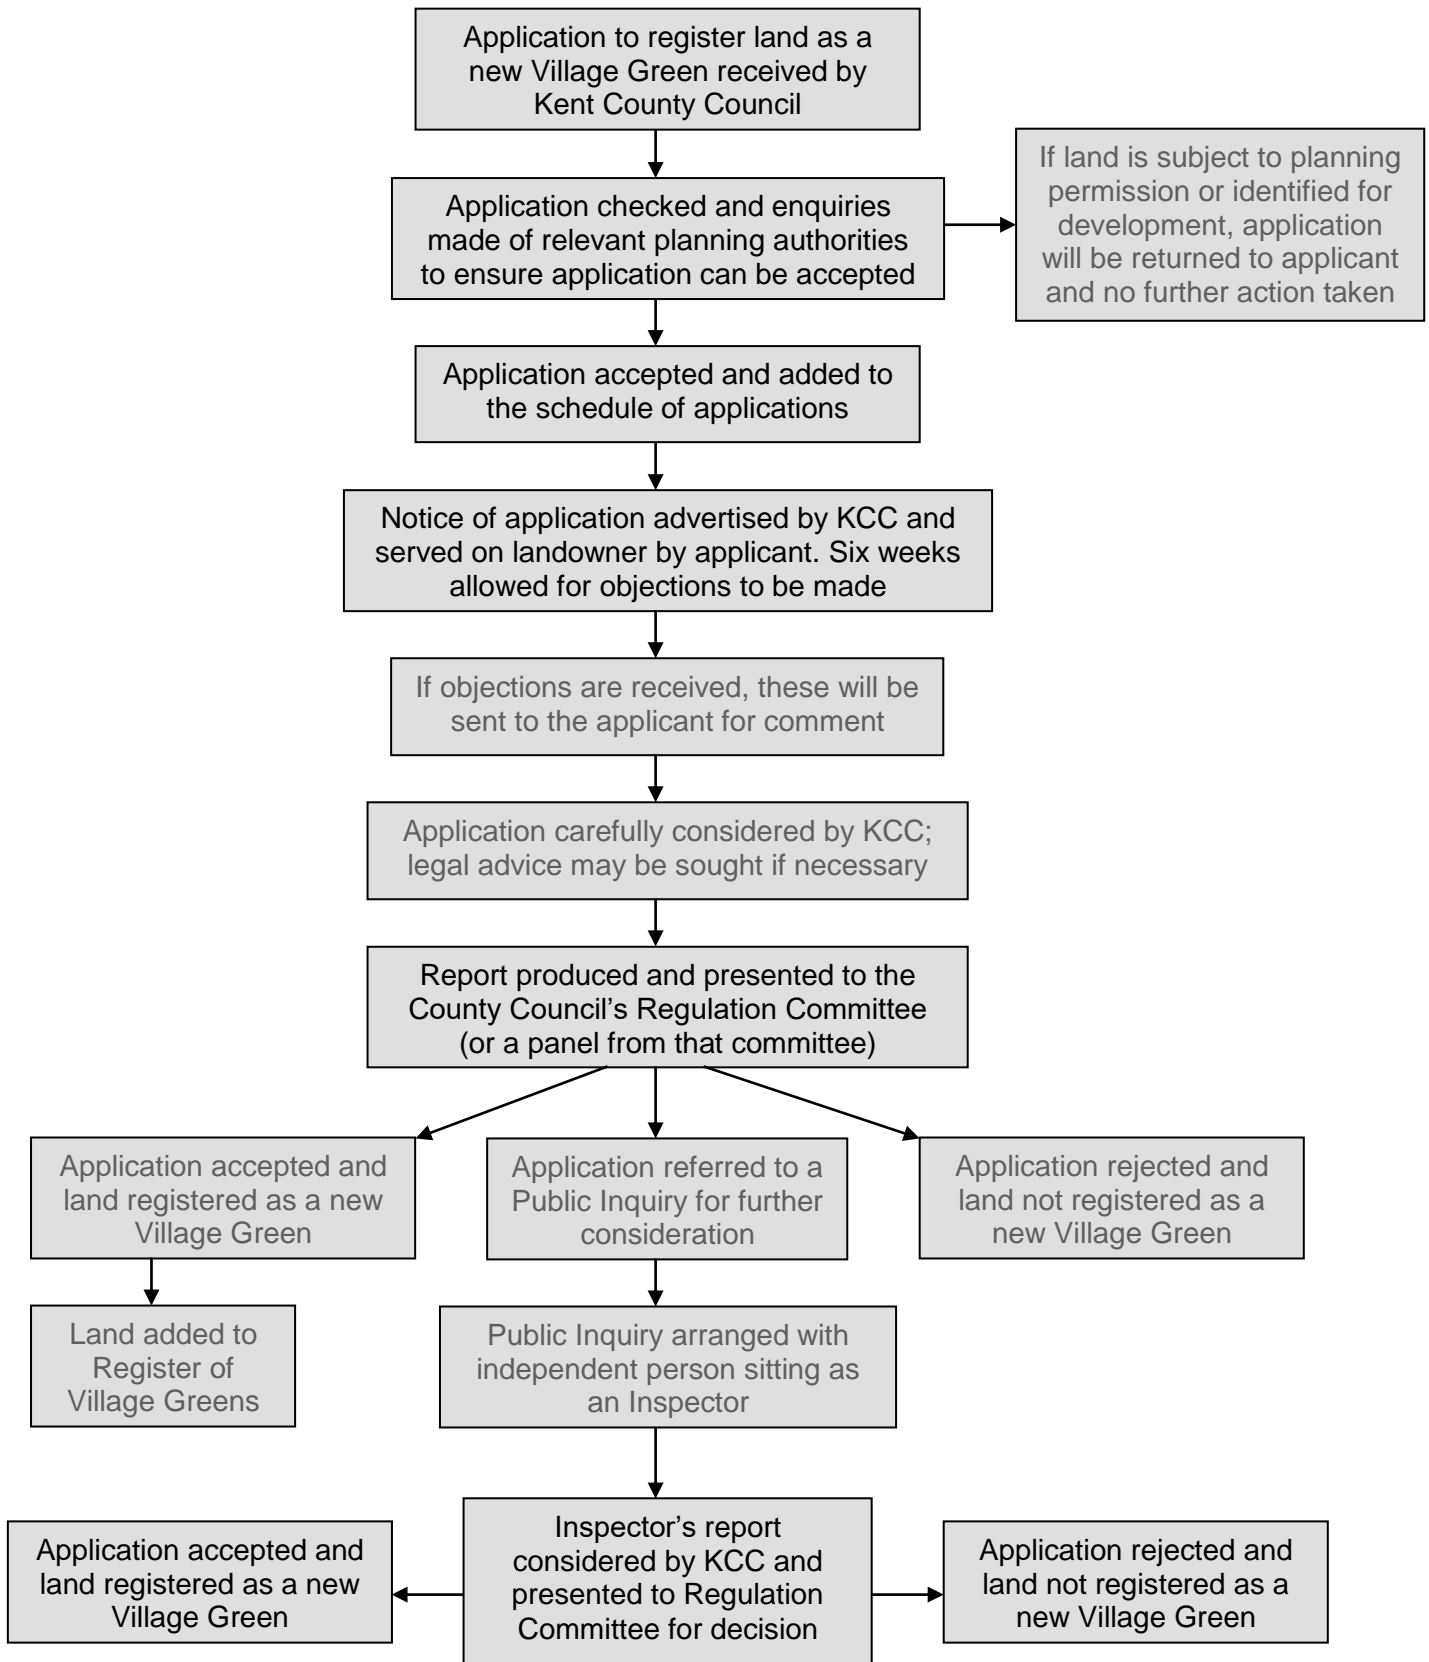 Application to register land as a
new Village Green received by
Kent County Council
If land is subject to planning
permission or identified for
development, application
will be returned to applicant
and no further action taken
Application checked and enquiries
made of relevant planning authorities
to ensure application can be accepted
Application accepted and added to
the schedule of applications
Notice of application advertised by KCC and
served on landowner by applicant. Six weeks
allowed for objections to be made
If objections are received, these will be
sent to the applicant for comment
Application carefully considered by KCC;
legal advice may be sought if necessary
Report produced and presented to the
County Council’s Regulation Committee
(or a panel from that committee)
Application accepted and
land registered as a new
Village Green
Application referred to a
Public Inquiry for further
consideration
Application rejected and
land not registered as a
new Village Green
Land added to
Register of
Village Greens
Public Inquiry arranged with
independent person sitting as
an Inspector
Application accepted and
land registered as a new
Village Green
Inspector’s report
considered by KCC and
presented to Regulation
Committee for decision
Application rejected and
land not registered as a
new Village Green